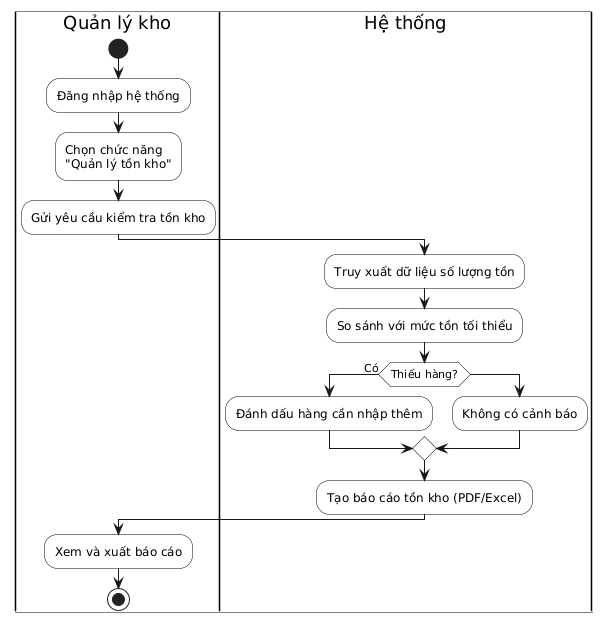 Quản lý kho
Hệ thống
Đăng nhập hệ thống
Chọn chức năng
"Quản lý tồn kho"
Gửi yêu cầu kiểm tra tồn kho
Truy xuất dữ liệu số lượng tồn
So sánh với mức tồn tối thiểu
Có
Thiếu hàng?
Đánh dấu hàng cần nhập thêm
Không có cảnh báo
Tạo báo cáo tồn kho (PDF/Excel)
Xem và xuất báo cáo